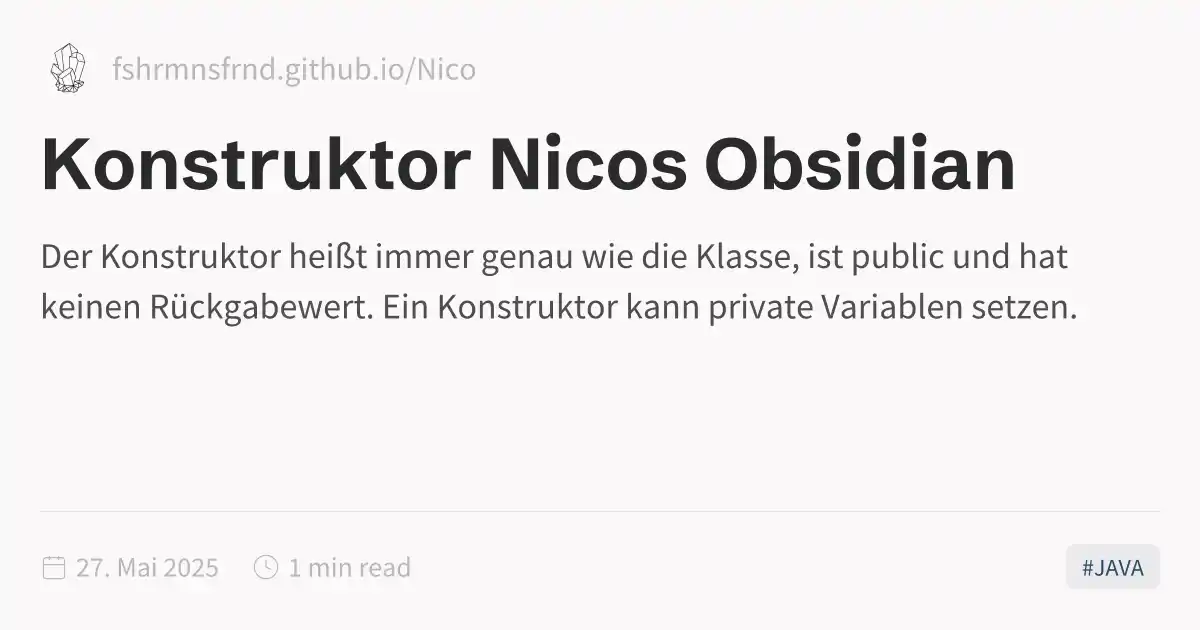 fshrmnsfrnd.github.io/Nico
Konstruktor Nicos Obsidian
Der Konstruktor heißt immer genau wie die Klasse, ist public und hat
keinen Rückgabewert. Ein Konstruktor kann private Variablen setzen.
27. Mai 2025
1 min read
#JAVA